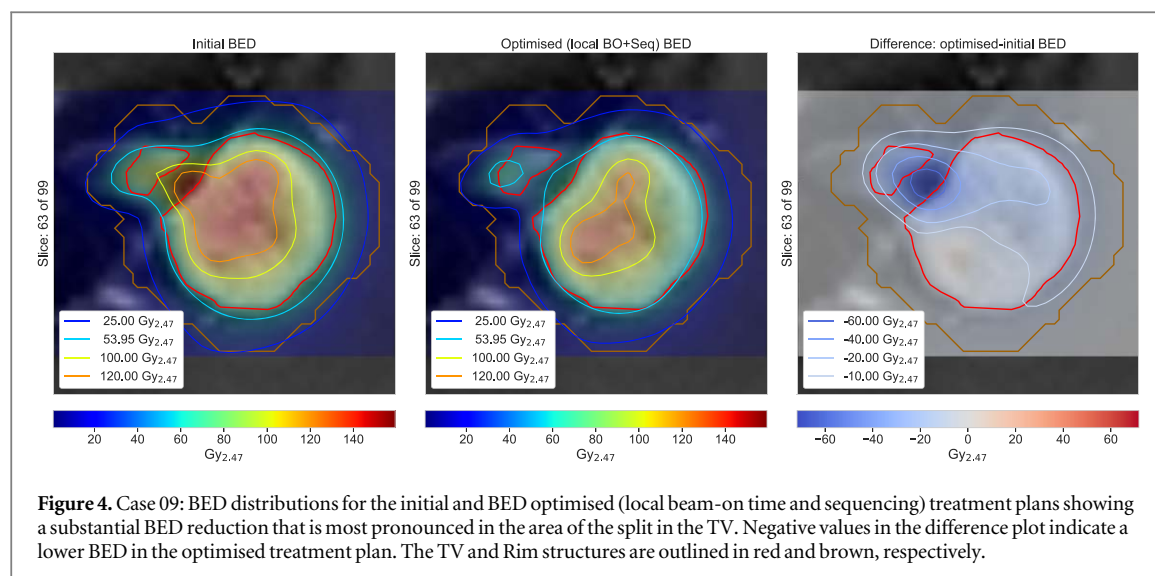 Initial BED
Optimised (local BO+Seq) BED
Difference: optimised-initial BED
Slice: 63 of 99
25.00 Gy2.47
53.95 Gy2.47
100.00 Gy2.47
120.00 Gy2.47
20 40 60 80 100 120 140
Gy2.47
Slice: 63 of 99
25.00 Gy2.47
53.95 Gy2.47
100.00 Gy2.47
120.00 Gy2.47
20 40 60 80 100 120 140
Gy2.47
Slice: 63 of 99
-60.00 Gy2.47
-40.00 Gy2.47
-20.00 Gy2.47
-10.00 Gy2.47
−60 −40 −20 0 20 40 60
Gy2.47
Figure 4. Case 09: BED distributions for the initial and BED optimised (local beam-on time and sequencing) treatment plans showing
a substantial BED reduction that is most pronounced in the area of the split in the TV. Negative values in the difference plot indicate a
lower BED in the optimised treatment plan. The TV and Rim structures are outlined in red and brown, respectively.